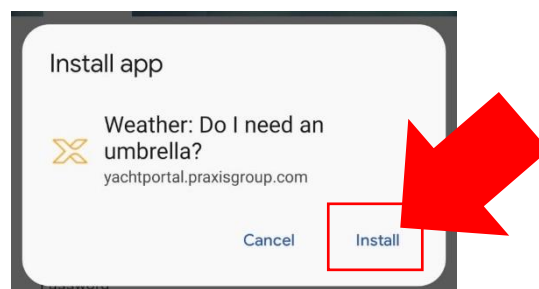 Install app
Weather: Do I need an
umbrella?
yachtportal.praxisgroup.com
Cancel Install